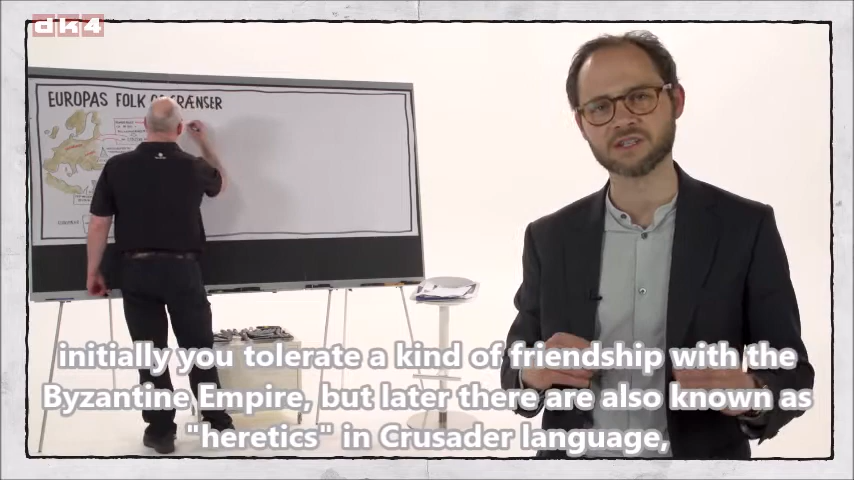 dk4
EUROPAS FOLK OG GRÆNSER
initially you tolerate a kind of friendship with the
Byzantine Empire, but later there are also known as
"heretics" in Crusader language,